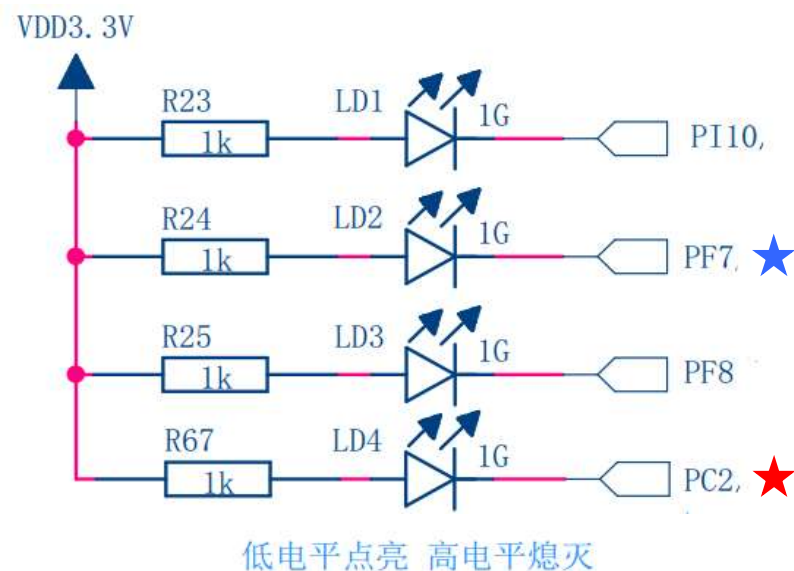 VDD3.3V
R23 LD1 1G PI10,
1k
R24 LD2 1G PF7,
1k
R25 LD3 1G PF8
1k
R67 LD4 1G PC2,
1k
低电平点亮 高电平熄灭